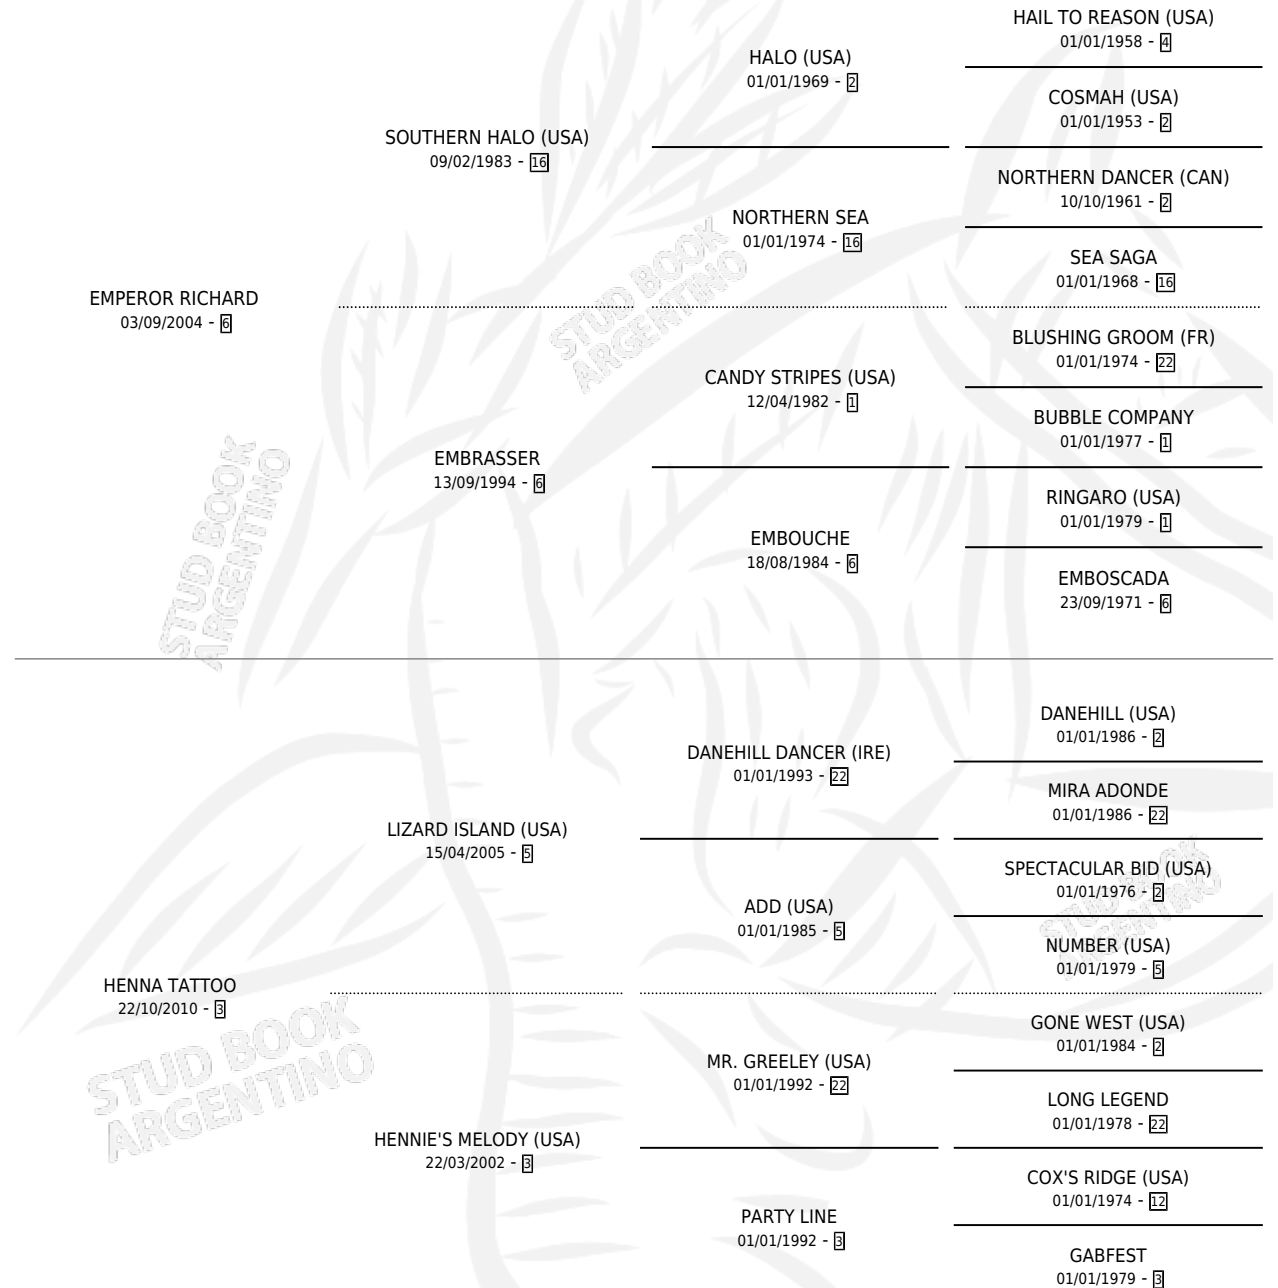 HAIL TO REASON (USA)
01/01/1958 - 4
HALO (USA)
01/01/1969 - 2
COSMAH (USA)
01/01/1953 - 2
SOUTHERN HALO (USA)
09/02/1983 - 16
NORTHERN DANCER (CAN)
10/10/1961 - 2
NORTHERN SEA
01/01/1974 - 16
SEA SAGA
01/01/1968 - 16
EMPEROR RICHARD
03/09/2004 - 6
BLUSHING GROOM (FR)
01/01/1974 - 22
CANDY STRIPES (USA)
12/04/1982 - 1
BUBBLE COMPANY
01/01/1977 - 1
EMBRASSER
13/09/1994 - 6
RINGARO (USA)
01/01/1979 - 1
EMBOUCHE
18/08/1984 - 6
EMBOSCADA
23/09/1971 - 6
STUD BOOK
ARGENTINO
STUD BOOK
ARGENTINO
DANEHILL (USA)
01/01/1986 - 2
DANEHILL DANCER (IRE)
01/01/1993 - 22
MIRA ADONDE
01/01/1986 - 22
LIZARD ISLAND (USA)
15/04/2005 - 5
SPECTACULAR BID (USA)
01/01/1976 - 2
ADD (USA)
01/01/1985 - 5
NUMBER (USA)
01/01/1979 - 5
HENNA TATTOO
22/10/2010 - 3
GONE WEST (USA)
01/01/1984 - 2
MR. GREELEY (USA)
01/01/1992 - 22
LONG LEGEND
01/01/1978 - 22
HENNIE'S MELODY (USA)
22/03/2002 - 3
COX'S RIDGE (USA)
01/01/1974 - 12
PARTY LINE
01/01/1992 - 3
GABFEST
01/01/1979 - 3
STUD BOOK
ARGENTINO
STUD BOOK
ARGENTINO